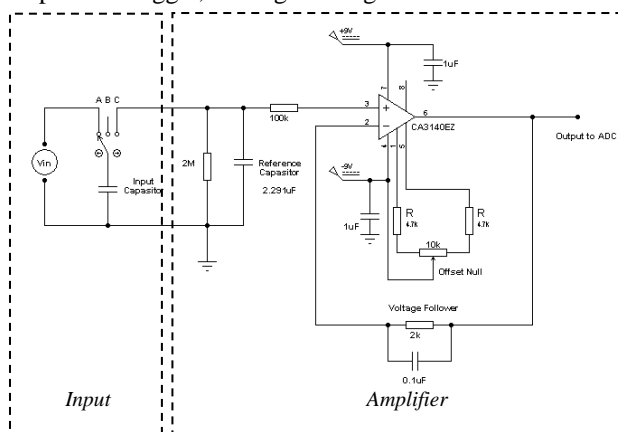 +9V
1uF
A B C
7
8
100k
3
+
6
2
−
CA3140EZ
Output to ADC
4
1
5
Vin
2M
Reference
Capasitor
2.291uF
-9V
Input
Capasitor
1uF
R
4.7k
R
4.7k
10k
Offset Null
Voltage Follower
2k
0.1uF
Input
Amplifier